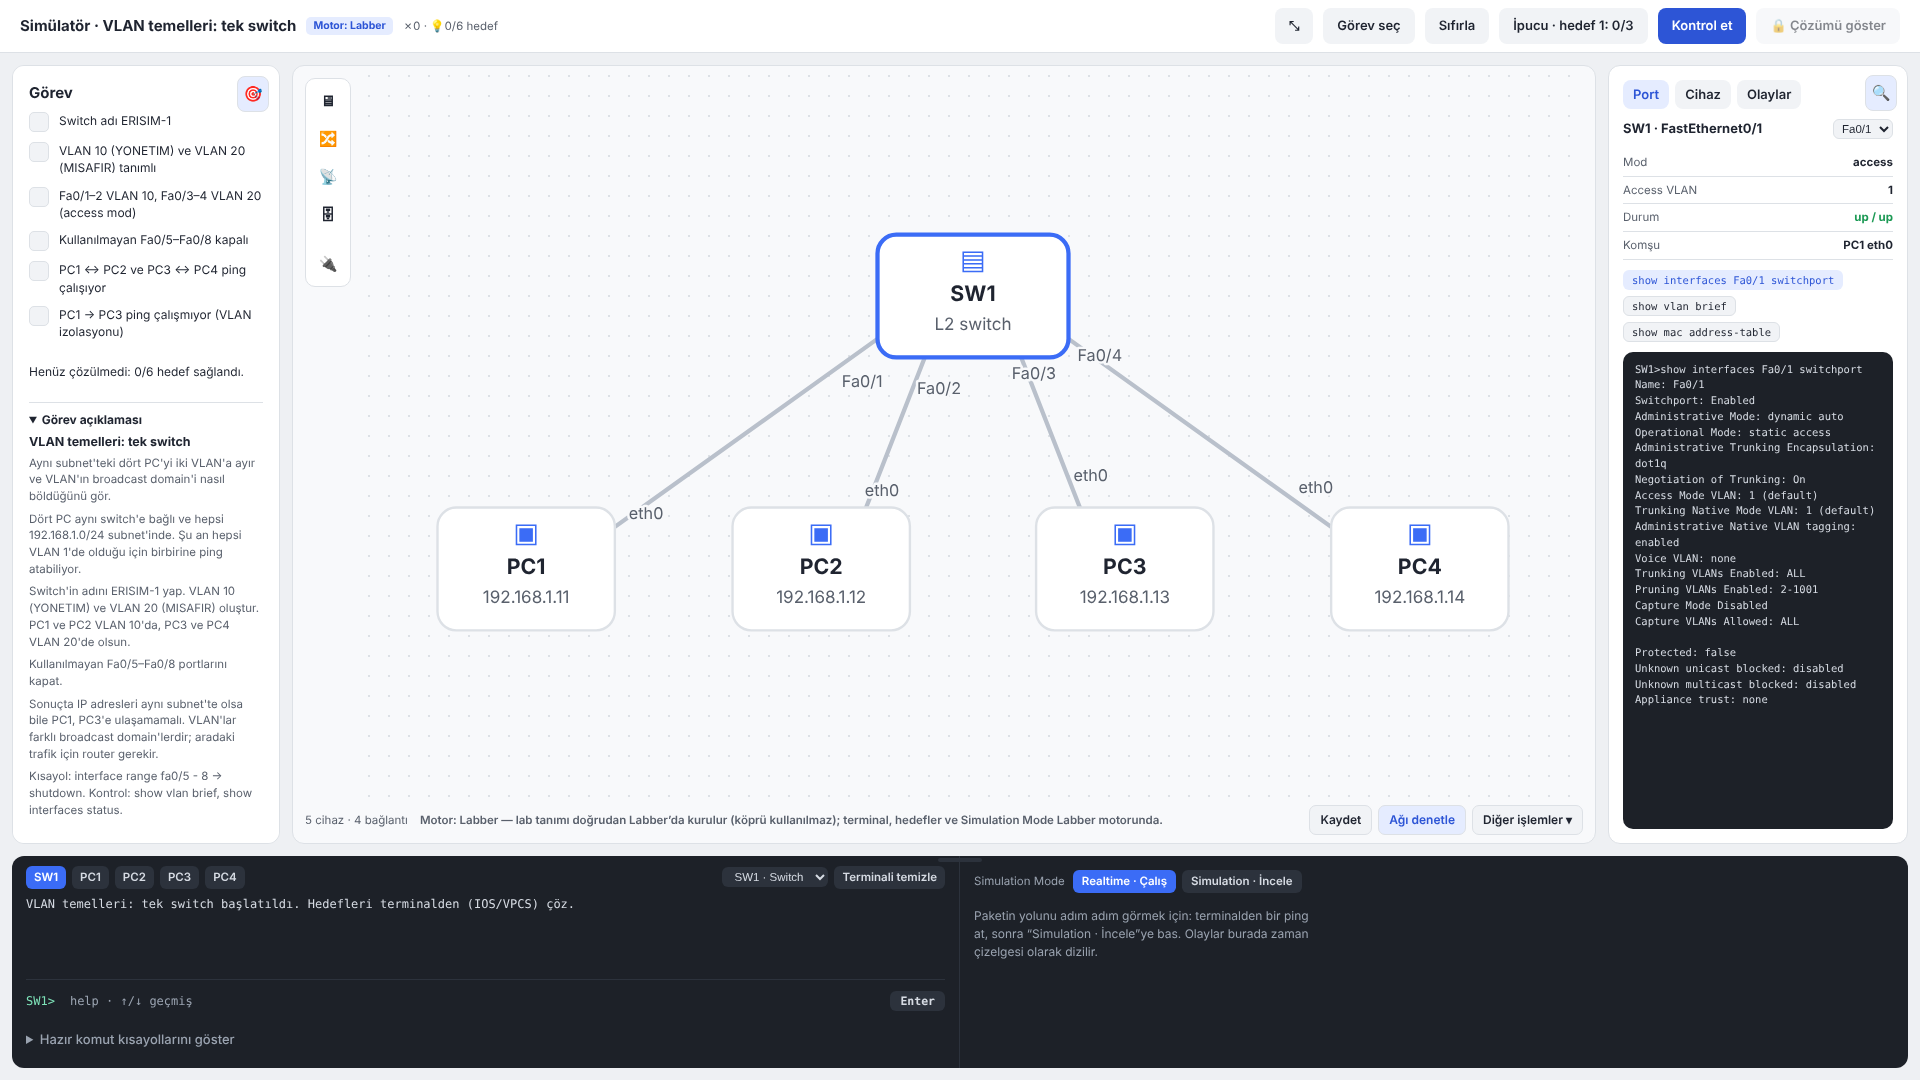 Simülatör · VLAN temelleri: tek switch
Motor: Labber
×0 · 💡0/6 hedef
⤡
Görev seç
Sıfırla
İpucu · hedef 1: 0/3
Kontrol et
🔒 Çözümü göster
Görev
Switch adı ERISIM-1
VLAN 10 (YONETIM) ve VLAN 20
(MISAFIR) tanımlı
Fa0/1–2 VLAN 10, Fa0/3–4 VLAN 20
(access mod)
Kullanılmayan Fa0/5–Fa0/8 kapalı
PC1 ↔ PC2 ve PC3 ↔ PC4 ping
çalışıyor
PC1 → PC3 ping çalışmıyor (VLAN
izolasyonu)
Henüz çözülmedi: 0/6 hedef sağlandı.
▼ Görev açıklaması
VLAN temelleri: tek switch
Aynı subnet'teki dört PC'yi iki VLAN'a ayır
ve VLAN'ın broadcast domain'i nasıl
böldüğünü gör.
Dört PC aynı switch'e bağlı ve hepsi
192.168.1.0/24 subnet'inde. Şu an hepsi
VLAN 1'de olduğu için birbirine ping
atabiliyor.
Switch'in adını ERISIM-1 yap. VLAN 10
(YONETIM) ve VLAN 20 (MISAFIR) oluştur.
PC1 ve PC2 VLAN 10'da, PC3 ve PC4
VLAN 20'de olsun.
Kullanılmayan Fa0/5–Fa0/8 portlarını
kapat.
Sonuçta IP adresleri aynı subnet'te olsa
bile PC1, PC3'e ulaşamamalı. VLAN'lar
farklı broadcast domain'lerdir; aradaki
trafik için router gerekir.
Kısayol: interface range fa0/5 - 8 →
shutdown. Kontrol: show vlan brief, show
interfaces status.
SW1
L2 switch
Fa0/1
Fa0/2
Fa0/3
Fa0/4
eth0
eth0
eth0
eth0
PC1
192.168.1.11
PC2
192.168.1.12
PC3
192.168.1.13
PC4
192.168.1.14
5 cihaz · 4 bağlantı
Motor: Labber — lab tanımı doğrudan Labber’da kurulur (köprü kullanılmaz); terminal, hedefler ve Simulation Mode Labber motorunda.
Kaydet
Ağı denetle
Diğer işlemler ▾
Port
Cihaz
Olaylar
SW1 · FastEthernet0/1
Fa0/1
Mod access
Access VLAN 1
Durum up / up
Komşu PC1 eth0
show interfaces Fa0/1 switchport
show vlan brief
show mac address-table
SW1>show interfaces Fa0/1 switchport
Name: Fa0/1
Switchport: Enabled
Administrative Mode: dynamic auto
Operational Mode: static access
Administrative Trunking Encapsulation:
dot1q
Negotiation of Trunking: On
Access Mode VLAN: 1 (default)
Trunking Native Mode VLAN: 1 (default)
Administrative Native VLAN tagging:
enabled
Voice VLAN: none
Trunking VLANs Enabled: ALL
Pruning VLANs Enabled: 2-1001
Capture Mode Disabled
Capture VLANs Allowed: ALL
Protected: false
Unknown unicast blocked: disabled
Unknown multicast blocked: disabled
Appliance trust: none
SW1
PC1
PC2
PC3
PC4
SW1 · Switch
Terminali temizle
VLAN temelleri: tek switch başlatıldı. Hedefleri terminalden (IOS/VPCS) çöz.
SW1> help · ↑/↓ geçmiş
Enter
▶ Hazır komut kısayollarını göster
Simulation Mode
Realtime · Çalış
Simulation · İncele
Paketin yolunu adım adım görmek için: terminalden bir ping
at, sonra “Simulation · İncele”ye bas. Olaylar burada zaman
çizelgesi olarak dizilir.